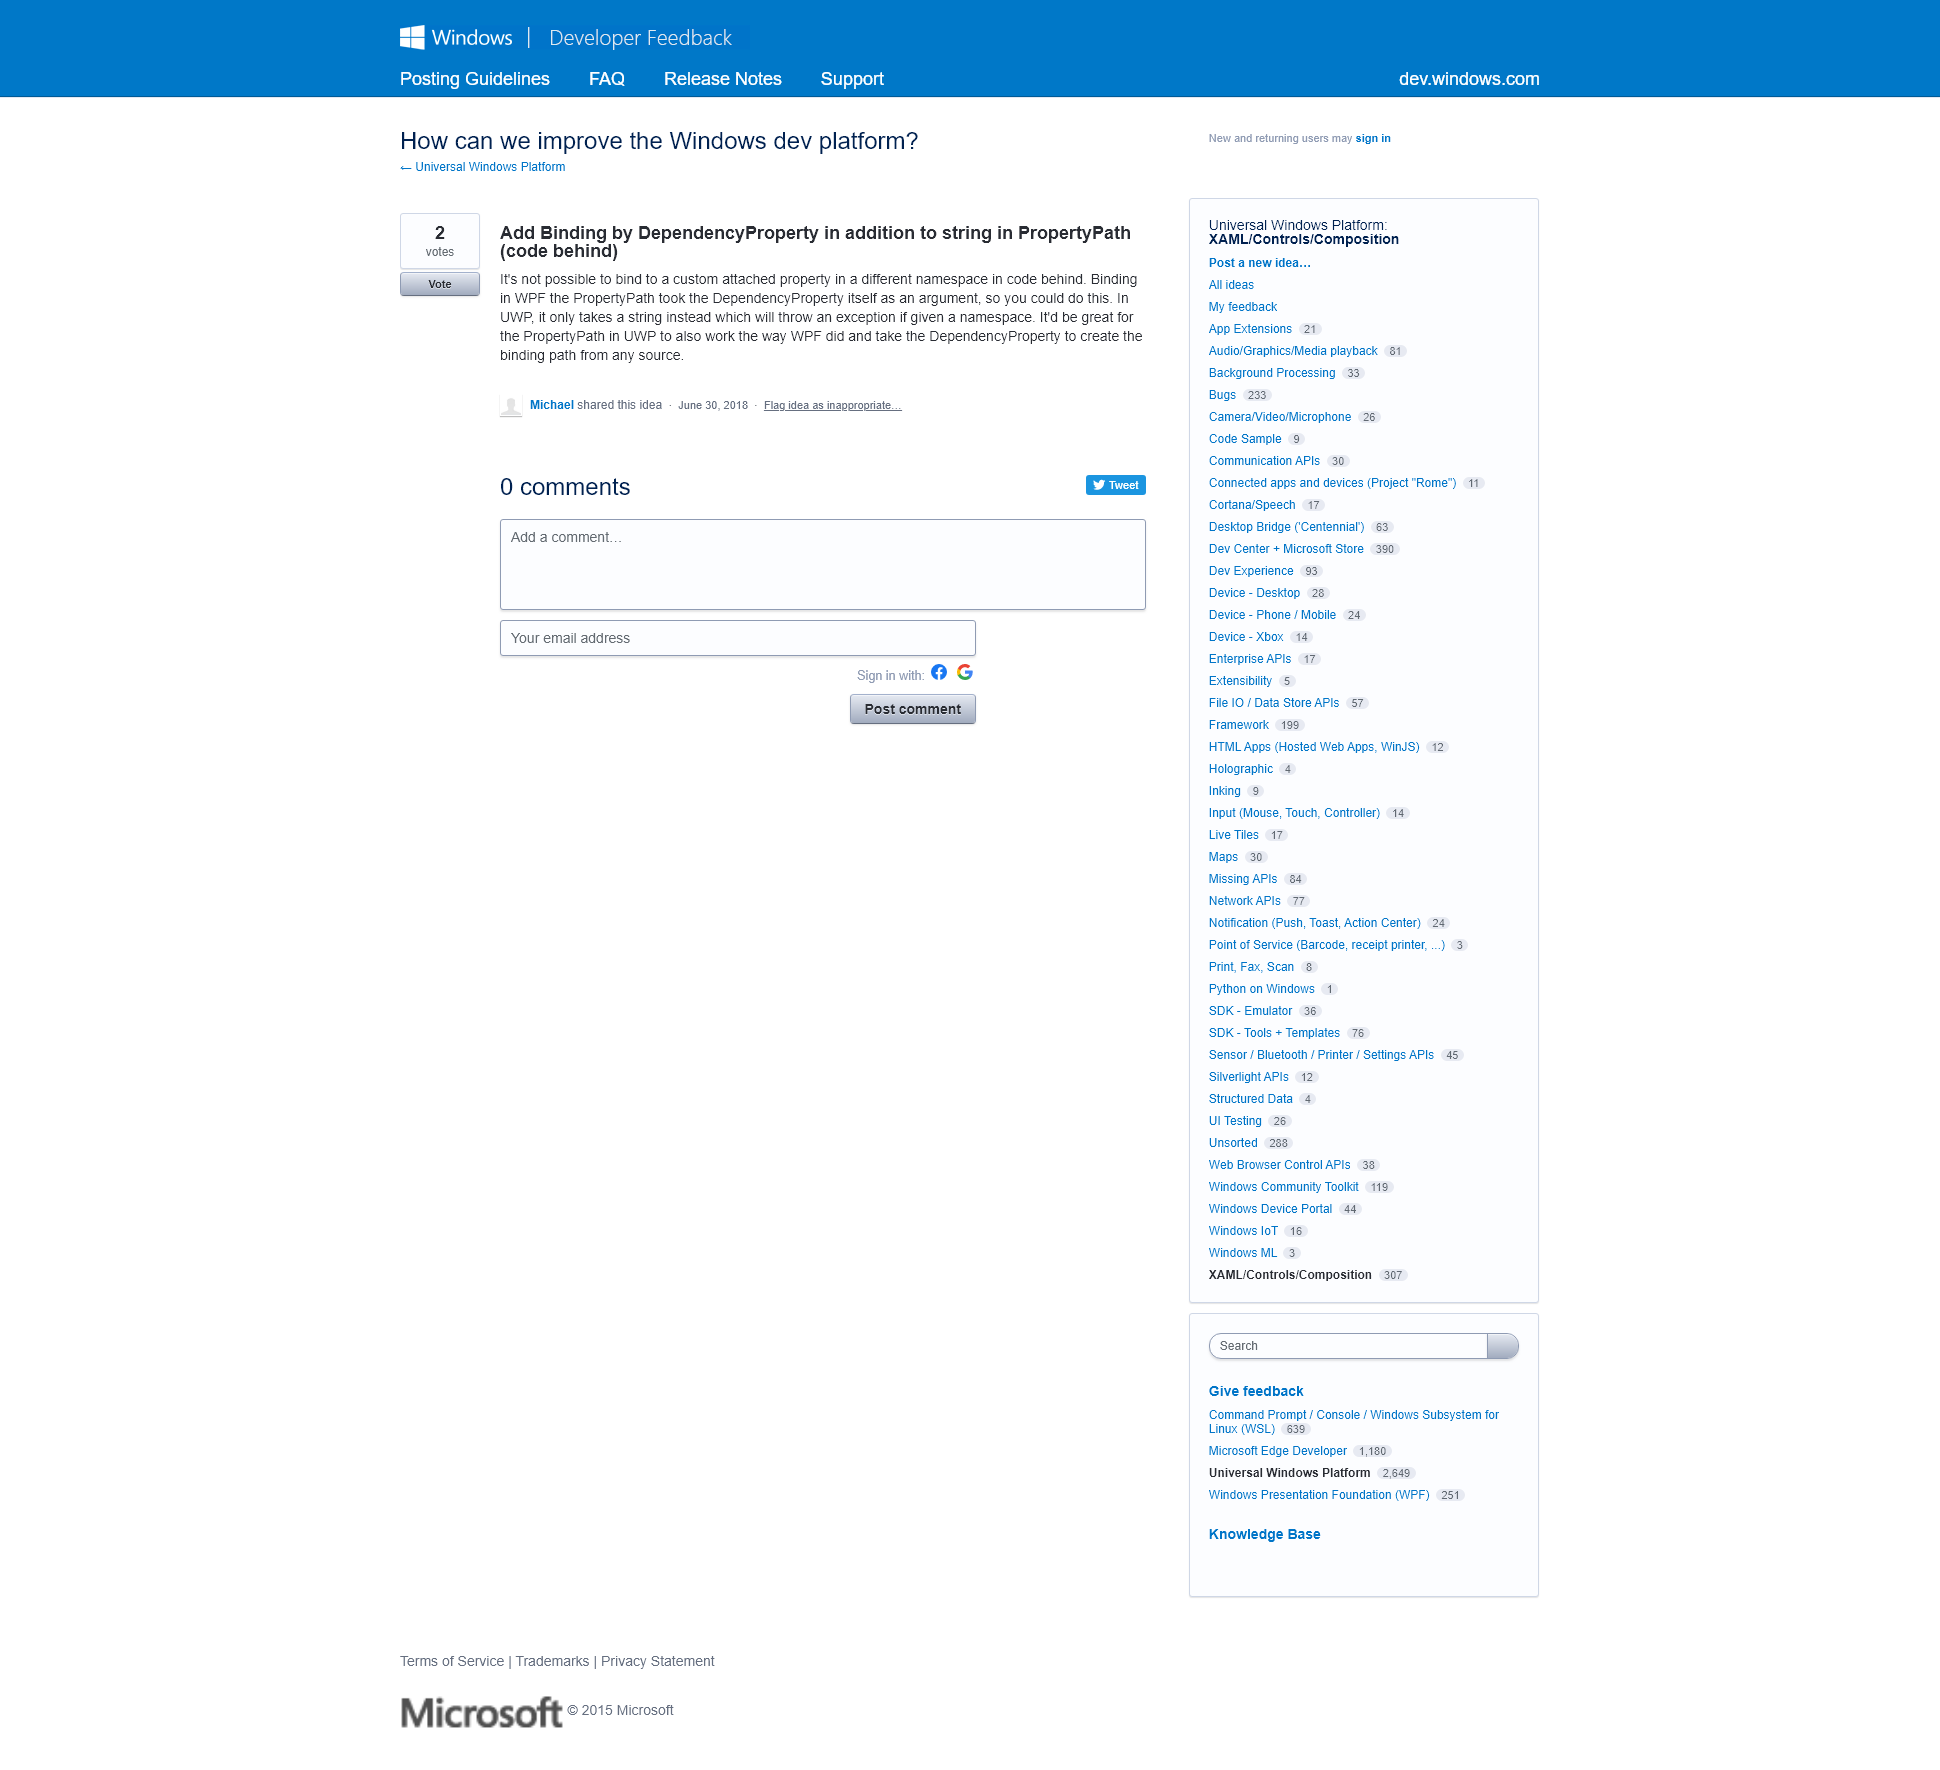 Windows | Developer Feedback
Posting Guidelines FAQ Release Notes Support dev.windows.com
How can we improve the Windows dev platform?
← Universal Windows Platform
New and returning users may sign in
2
votes
Vote
Add Binding by DependencyProperty in addition to string in PropertyPath
(code behind)
It's not possible to bind to a custom attached property in a different namespace in code behind. Binding
in WPF the PropertyPath took the DependencyProperty itself as an argument, so you could do this. In
UWP, it only takes a string instead which will throw an exception if given a namespace. It'd be great for
the PropertyPath in UWP to also work the way WPF did and take the DependencyProperty to create the
binding path from any source.
Michael shared this idea · June 30, 2018 · Flag idea as inappropriate…
0 comments
Tweet
Add a comment…
Your email address
Sign in with:
Post comment
Universal Windows Platform:
XAML/Controls/Composition
Post a new idea…
All ideas
My feedback
App Extensions 21
Audio/Graphics/Media playback 81
Background Processing 33
Bugs 233
Camera/Video/Microphone 26
Code Sample 9
Communication APIs 30
Connected apps and devices (Project "Rome") 11
Cortana/Speech 17
Desktop Bridge ('Centennial') 63
Dev Center + Microsoft Store 390
Dev Experience 93
Device - Desktop 28
Device - Phone / Mobile 24
Device - Xbox 14
Enterprise APIs 17
Extensibility 5
File IO / Data Store APIs 57
Framework 199
HTML Apps (Hosted Web Apps, WinJS) 12
Holographic 4
Inking 9
Input (Mouse, Touch, Controller) 14
Live Tiles 17
Maps 30
Missing APIs 84
Network APIs 77
Notification (Push, Toast, Action Center) 24
Point of Service (Barcode, receipt printer, ...) 3
Print, Fax, Scan 8
Python on Windows 1
SDK - Emulator 36
SDK - Tools + Templates 76
Sensor / Bluetooth / Printer / Settings APIs 45
Silverlight APIs 12
Structured Data 4
UI Testing 26
Unsorted 288
Web Browser Control APIs 38
Windows Community Toolkit 119
Windows Device Portal 44
Windows IoT 16
Windows ML 3
XAML/Controls/Composition 307
Search
Give feedback
Command Prompt / Console / Windows Subsystem for
Linux (WSL) 639
Microsoft Edge Developer 1,180
Universal Windows Platform 2,649
Windows Presentation Foundation (WPF) 251
Knowledge Base
Terms of Service | Trademarks | Privacy Statement
Microsoft © 2015 Microsoft